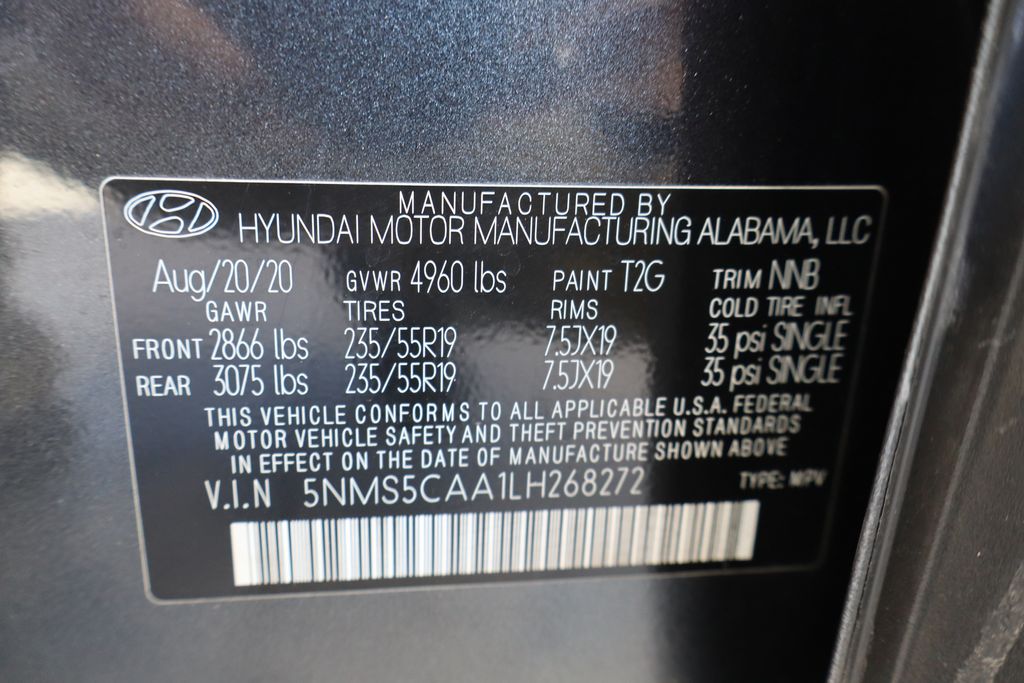 MANUFACTURED BY
HYUNDAI MOTOR MANUFACTURING ALABAMA, LLC
Aug/20/20 GVWR 4960 lbs PAINT T2G TRIM NNB
GAWR TIRES RIMS COLD TIRE INFL
FRONT 2866 lbs 235/55R19 7.5JX19 35 psi SINGLE
REAR 3075 lbs 235/55R19 7.5JX19 35 psi SINGLE
THIS VEHICLE CONFORMS TO ALL APPLICABLE U.S.A. FEDERAL
MOTOR VEHICLE SAFETY AND THEFT PREVENTION STANDARDS
IN EFFECT ON THE DATE OF MANUFACTURE SHOWN ABOVE
V.I.N 5NMS5CAA1LH268272 TYPE: MPV